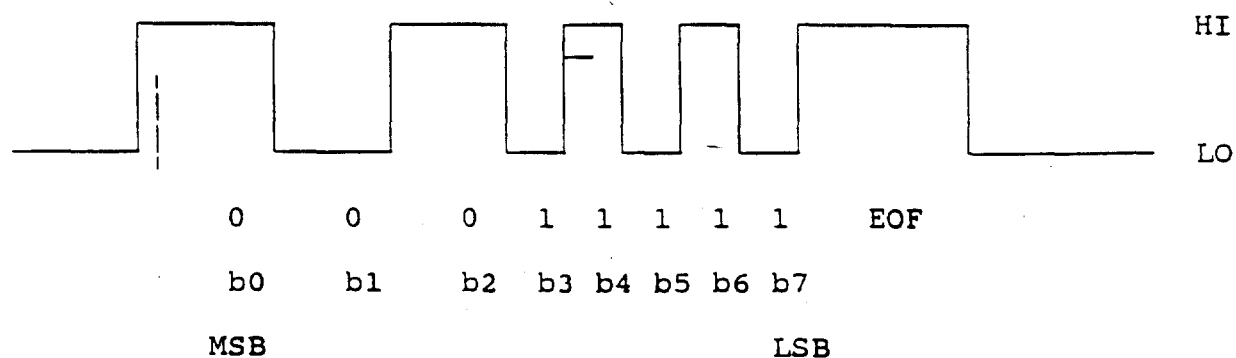 HI
LO
0 0 0 1 1 1 1 1 EOF
b0 b1 b2 b3 b4 b5 b6 b7
MSB LSB